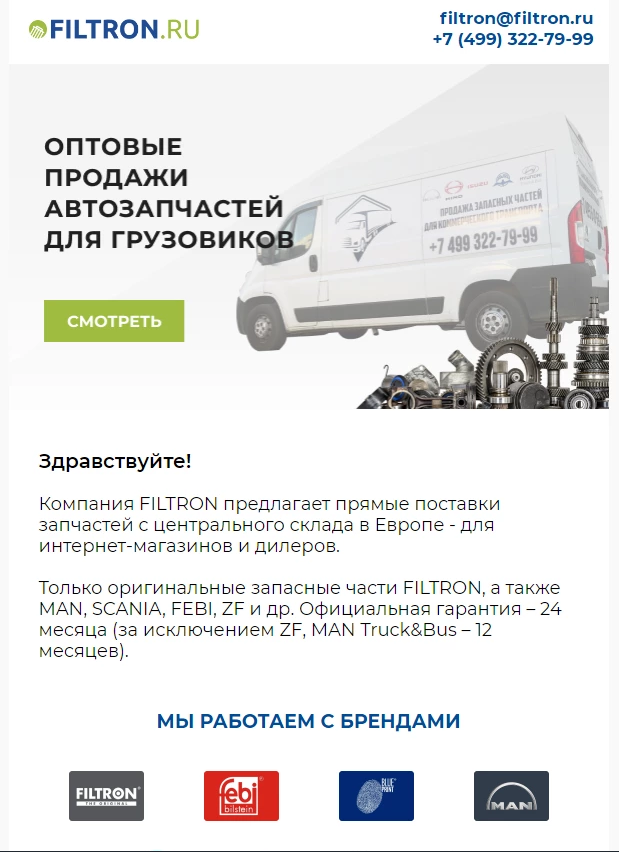 FILTRON.RU
filtron@filtron.ru
+7 (499) 322-79-99
ОПТОВЫЕ
ПРОДАЖИ
АВТОЗАПЧАСТЕЙ
ДЛЯ ГРУЗОВИКОВ
ISUZU
HYUNDAI
ПРОДАЖА ЗАПАСНЫХ ЧАСТЕЙ
ДЛЯ КОММЕРЧЕСКОГО ТРАНСПОРТА
+7 499 322-79-99
СМОТРЕТЬ
Здравствуйте!
Компания FILTRON предлагает прямые поставки
запчастей с центрального склада в Европе - для
интернет-магазинов и дилеров.
Только оригинальные запасные части FILTRON, а также
MAN, SCANIA, FEBI, ZF и др. Официальная гарантия – 24
месяца (за исключением ZF, MAN Truck&Bus – 12
месяцев).
МЫ РАБОТАЕМ С БРЕНДАМИ
FILTRON®
THE ORIGINAL
febi®
bilstein
BLUE
PRINT
MAN